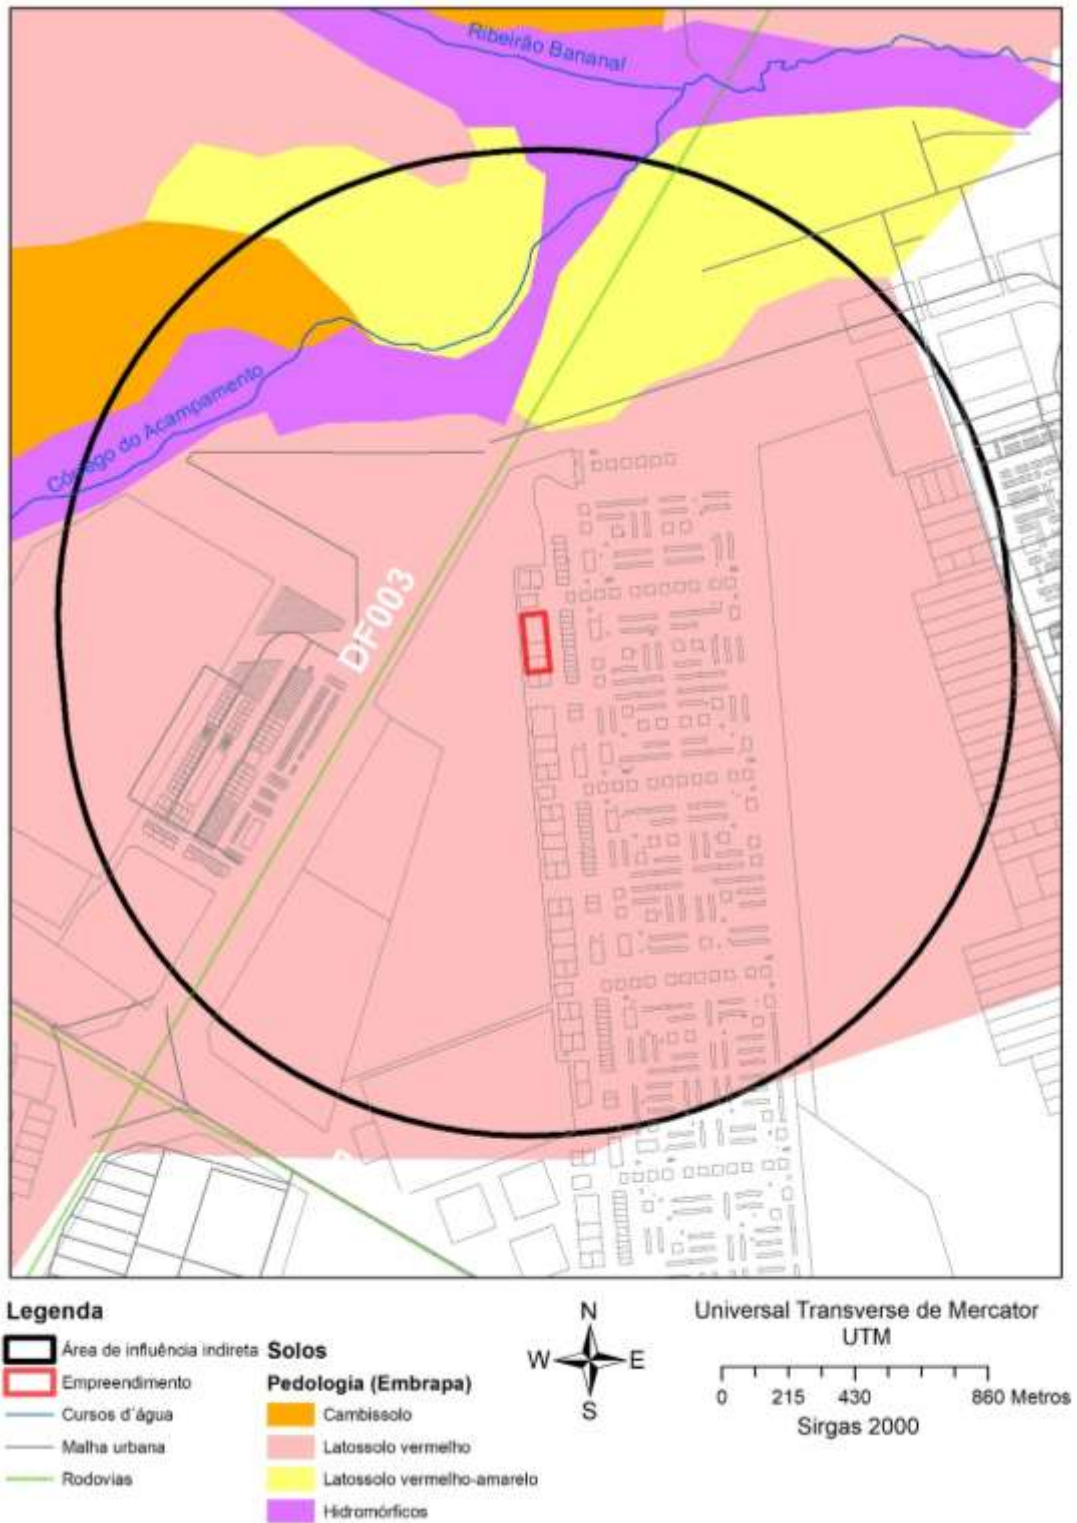 Ribeirão Bananal
Córrego do Acampamento
DF003
Legenda
Área de influência indireta
Empreendimento
Cursos d´água
Malha urbana
Rodovias
Solos
Pedologia (Embrapa)
Cambissolo
Latossolo vermelho
Latossolo vermelho-amarelo
Hidromórficos
N
W E
S
Universal Transverse de Mercator
UTM
0 215 430 860 Metros
Sirgas 2000